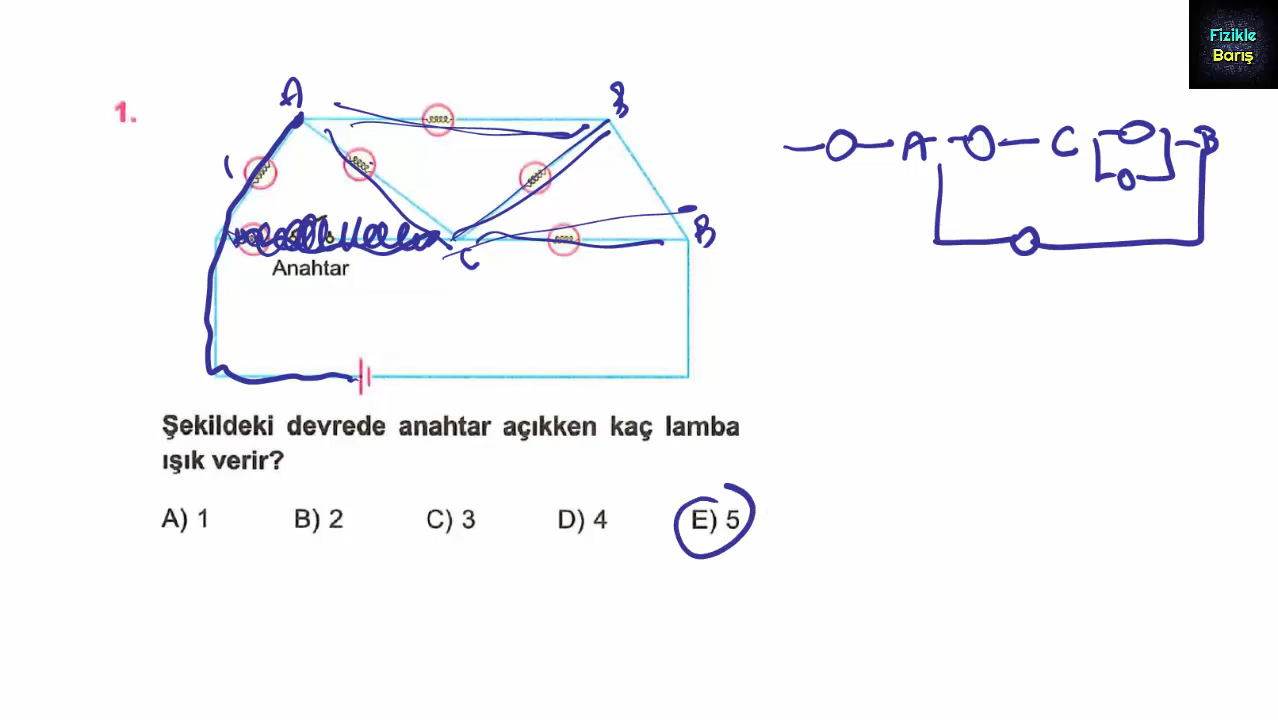 Fizikle
Barış
1.
A
B
A C B
B
C
Anahtar
Şekildeki devrede anahtar açıkken kaç lamba
ışık verir?
A) 1 B) 2 C) 3 D) 4 E) 5